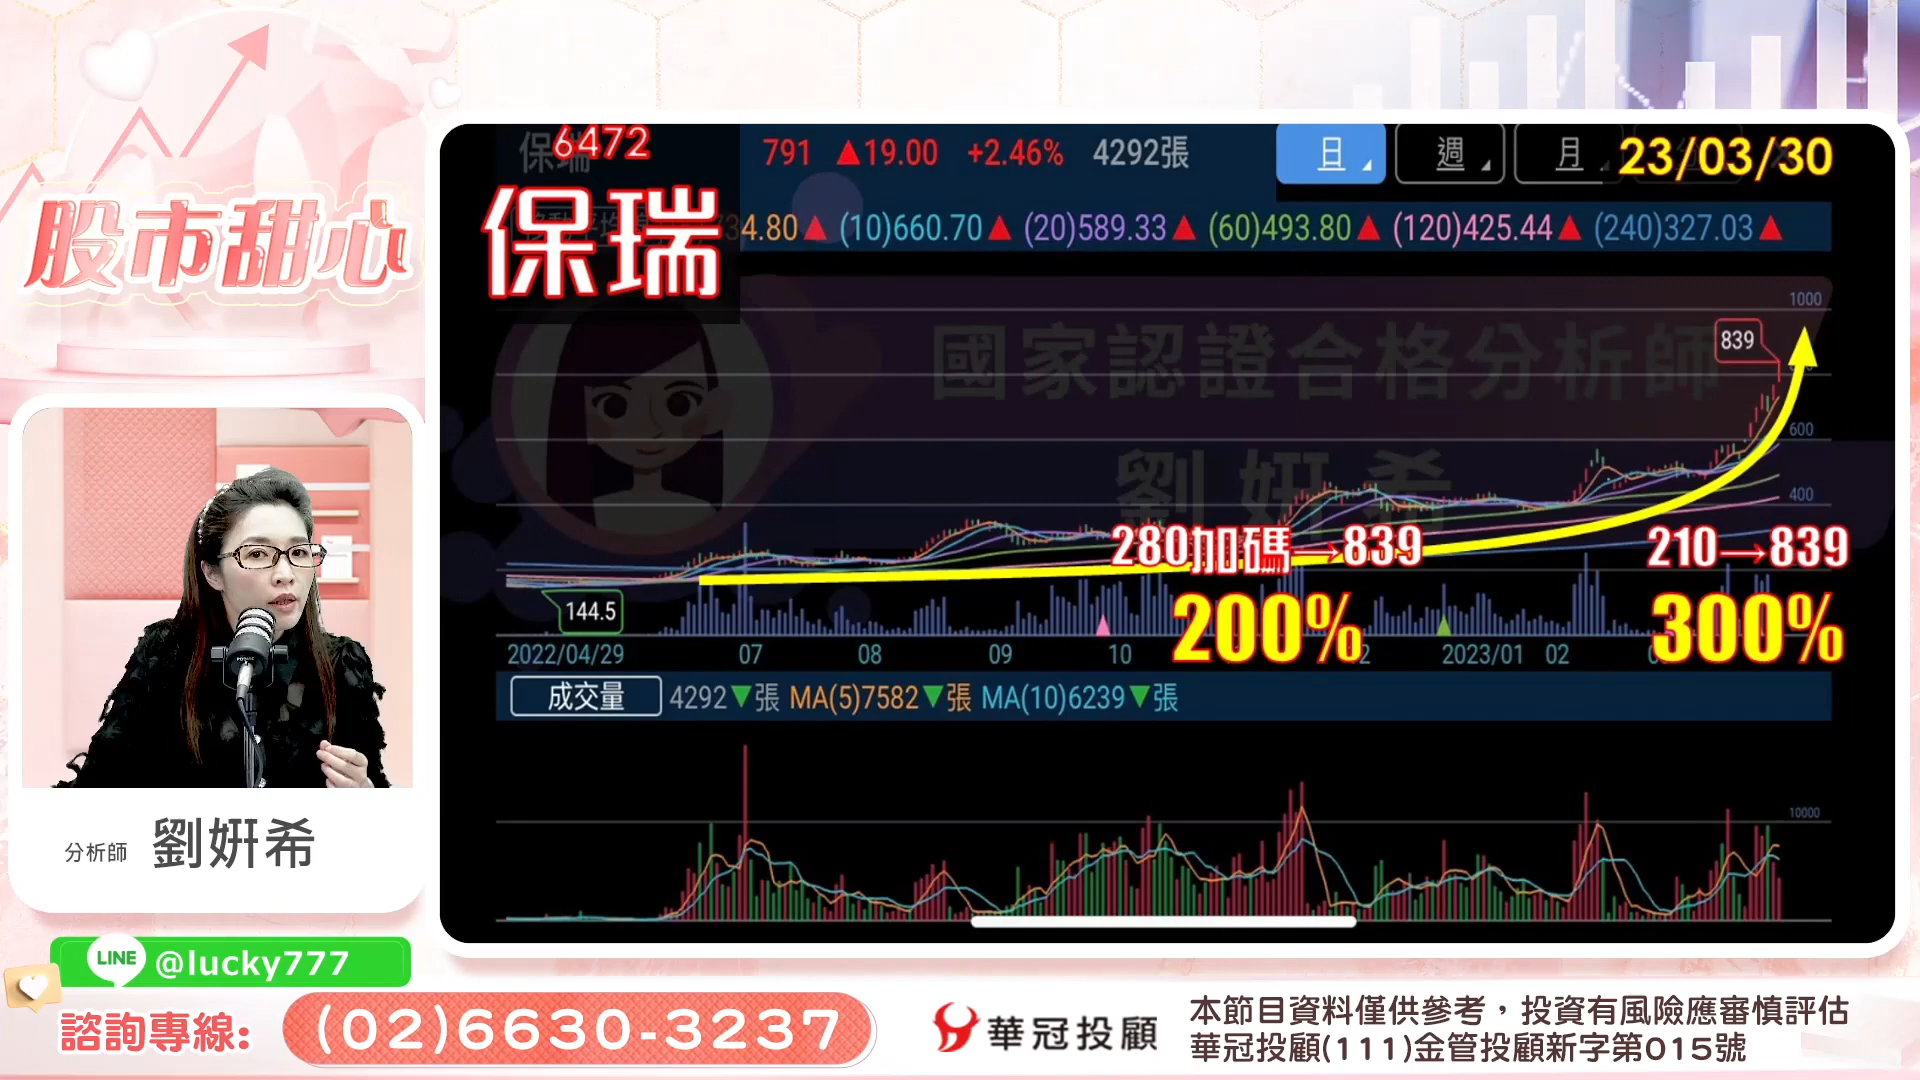 股市甜心
6472
保瑞
791 ▲19.00 +2.46% 4292張
日 週 月
23/03/30
34.80▲ (10)660.70▲ (20)589.33▲ (60)493.80▲ (120)425.44▲ (240)327.03▲
保瑞
國家認證合格分析師
劉妍希
1000
839
600
400
280加碼→839
200%
210→839
300%
144.5
2022/04/29 07 08 09 10 2023/01 02
成交量 4292▼張 MA(5)7582▼張 MA(10)6239▼張
10000
分析師 劉妍希
LINE @lucky777
諮詢專線: (02)6630-3237
華冠投顧
本節目資料僅供參考，投資有風險應審慎評估
華冠投顧(111)金管投顧新字第015號